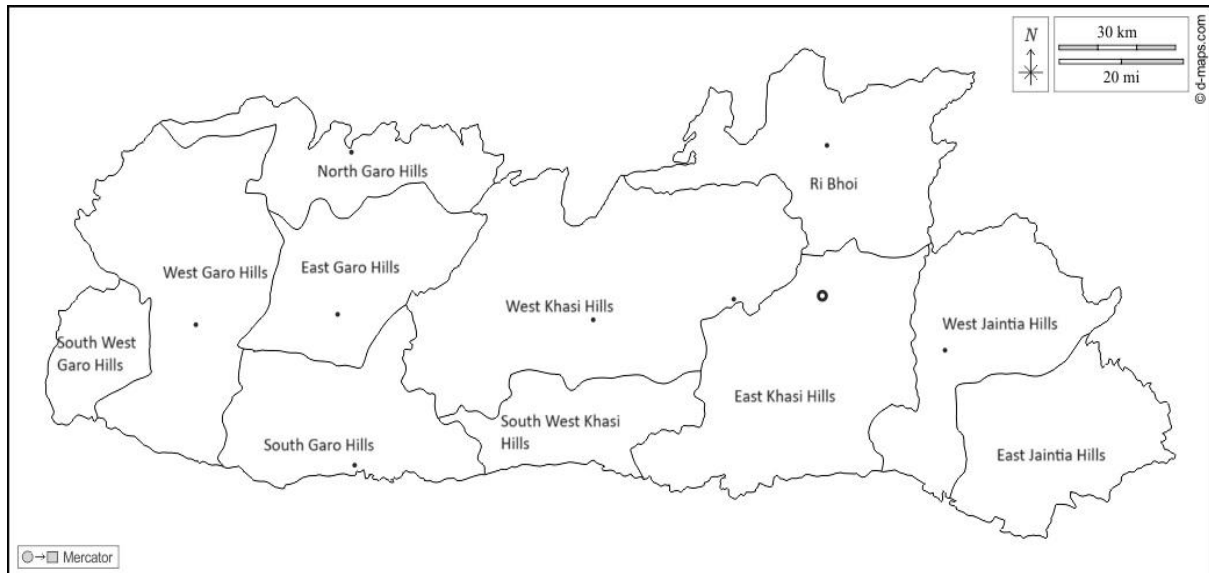 N
30 km
20 mi
© d-maps.com
North Garo Hills
Ri Bhoi
West Garo Hills
East Garo Hills
West Khasi Hills
West Jaintia Hills
South West
Garo Hills
East Khasi Hills
South West Khasi
Hills
South Garo Hills
East Jaintia Hills
Mercator